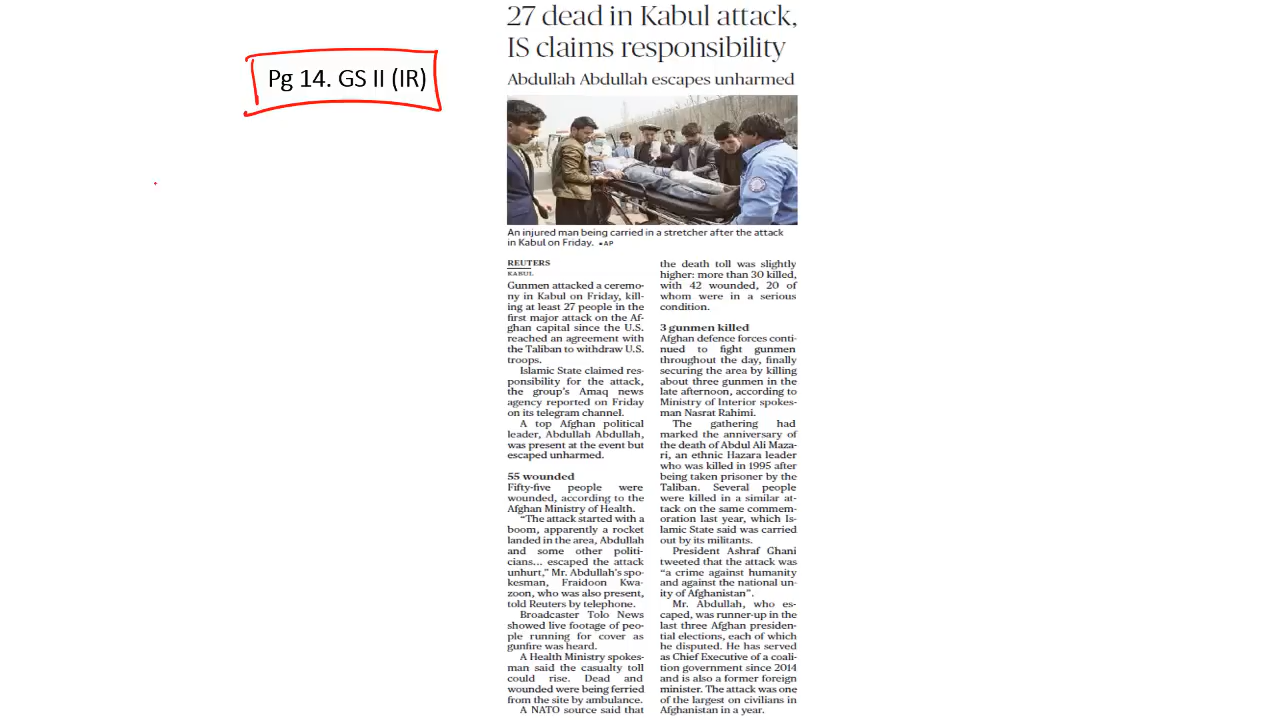 Pg 14. GS II (IR)
27 dead in Kabul attack,
IS claims responsibility
Abdullah Abdullah escapes unharmed
An injured man being carried in a stretcher after the attack
in Kabul on Friday. •AP
REUTERS
KABUL
Gunmen attacked a ceremo-
ny in Kabul on Friday, kill-
ing at least 27 people in the
first major attack on the Af-
ghan capital since the U.S.
reached an agreement with
the Taliban to withdraw U.S.
troops.
Islamic State claimed res-
ponsibility for the attack,
the group's Amaq news
agency reported on Friday
on its telegram channel.
A top Afghan political
leader, Abdullah Abdullah,
was present at the event but
escaped unharmed.
55 wounded
Fifty-five people were
wounded, according to the
Afghan Ministry of Health.
"The attack started with a
boom, apparently a rocket
landed in the area, Abdullah
and some other politi-
cians... escaped the attack
unhurt," Mr. Abdullah's spo-
kesman, Fraidoon Kwa-
zoon, who was also present,
told Reuters by telephone.
Broadcaster Tolo News
showed live footage of peo-
ple running for cover as
gunfire was heard.
A Health Ministry spokes-
man said the casualty toll
could rise. Dead and
wounded were being ferried
from the site by ambulance.
A NATO source said that
the death toll was slightly
higher: more than 30 killed,
with 42 wounded, 20 of
whom were in a serious
condition.
3 gunmen killed
Afghan defence forces conti-
nued to fight gunmen
throughout the day, finally
securing the area by killing
about three gunmen in the
late afternoon, according to
Ministry of Interior spokes-
man Nasrat Rahimi.
The gathering had
marked the anniversary of
the death of Abdul Ali Maza-
ri, an ethnic Hazara leader
who was killed in 1995 after
being taken prisoner by the
Taliban. Several people
were killed in a similar at-
tack on the same commem-
oration last year, which Is-
lamic State said was carried
out by its militants.
President Ashraf Ghani
tweeted that the attack was
"a crime against humanity
and against the national un-
ity of Afghanistan".
Mr. Abdullah, who es-
caped, was runner-up in the
last three Afghan presiden-
tial elections, each of which
he disputed. He has served
as Chief Executive of a coali-
tion government since 2014
and is also a former foreign
minister. The attack was one
of the largest on civilians in
Afghanistan in a year.